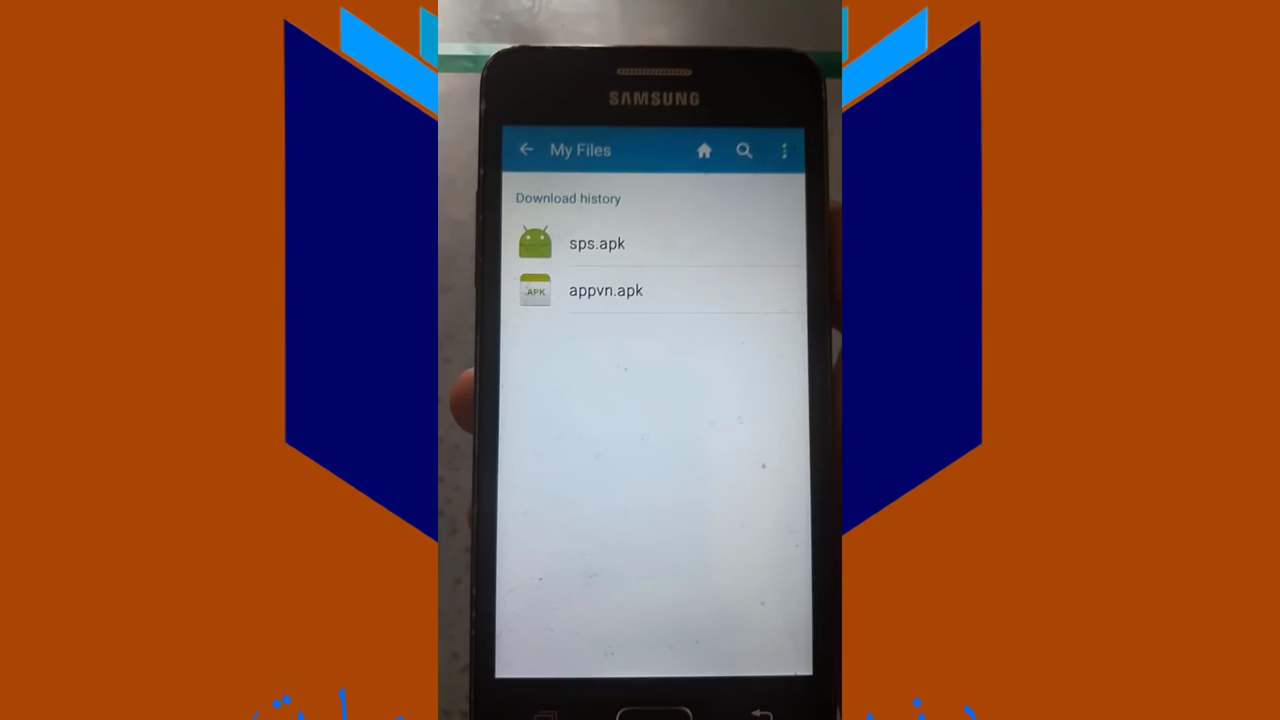 SAMSUNG
My Files
Download history
sps.apk
.APK
appvn.apk